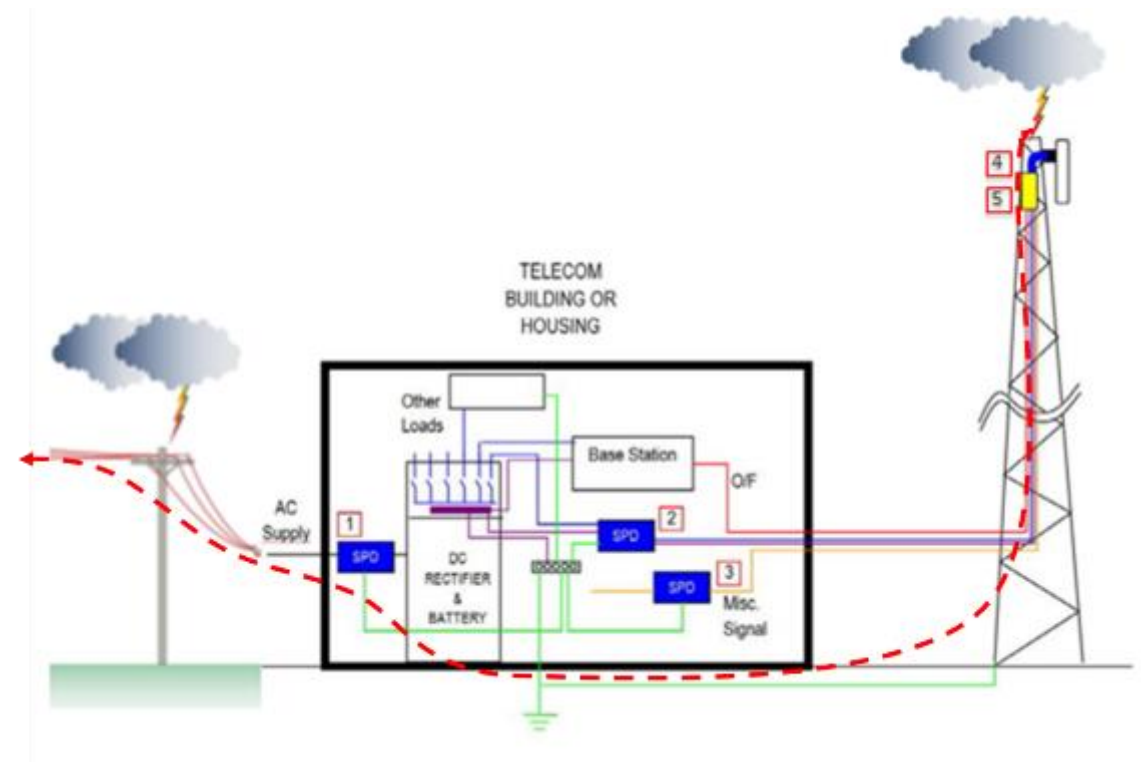 4
5
TELECOM
BUILDING OR
HOUSING
Other
Loads
Base Station
O/F
AC
Supply
1
SPD
2
SPD
DC
RECTIFIER
&
BATTERY
3
SPD
Misc.
Signal